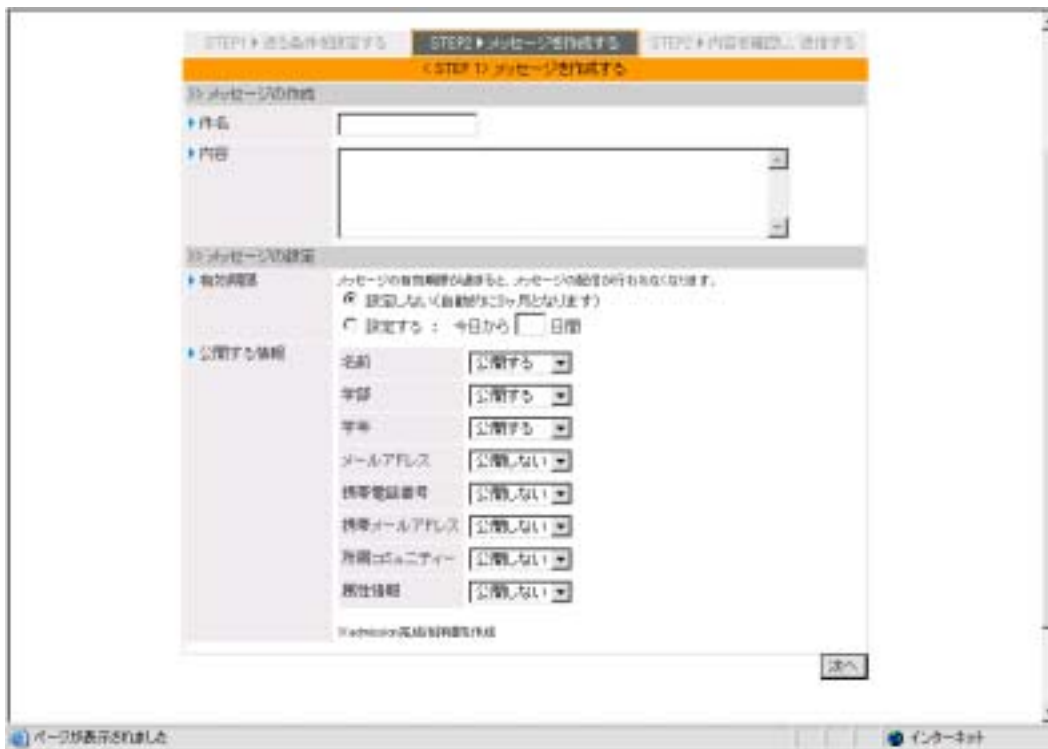 STEP1▶送る条件を設定する STEP2▶メッセージを作成する STEP2▶内容を確認し、送信する
<STEP 1> メッセージを作成する
>> メッセージの作成
件名
内容
>> メッセージの設定
有効期限 メッセージの有効期限が過ぎると、メッセージの配信が行われなくなります。
設定しない(自動的に3ヶ月となります)
設定する : 今日から 日間
公開する情報
名前 公開する
学部 公開する
学年 公開する
メールアドレス 公開しない
携帯電話番号 公開しない
携帯メールアドレス 公開しない
所属コミュニティー 公開しない
属性情報 公開しない
次へ
ページが表示されました インターネット